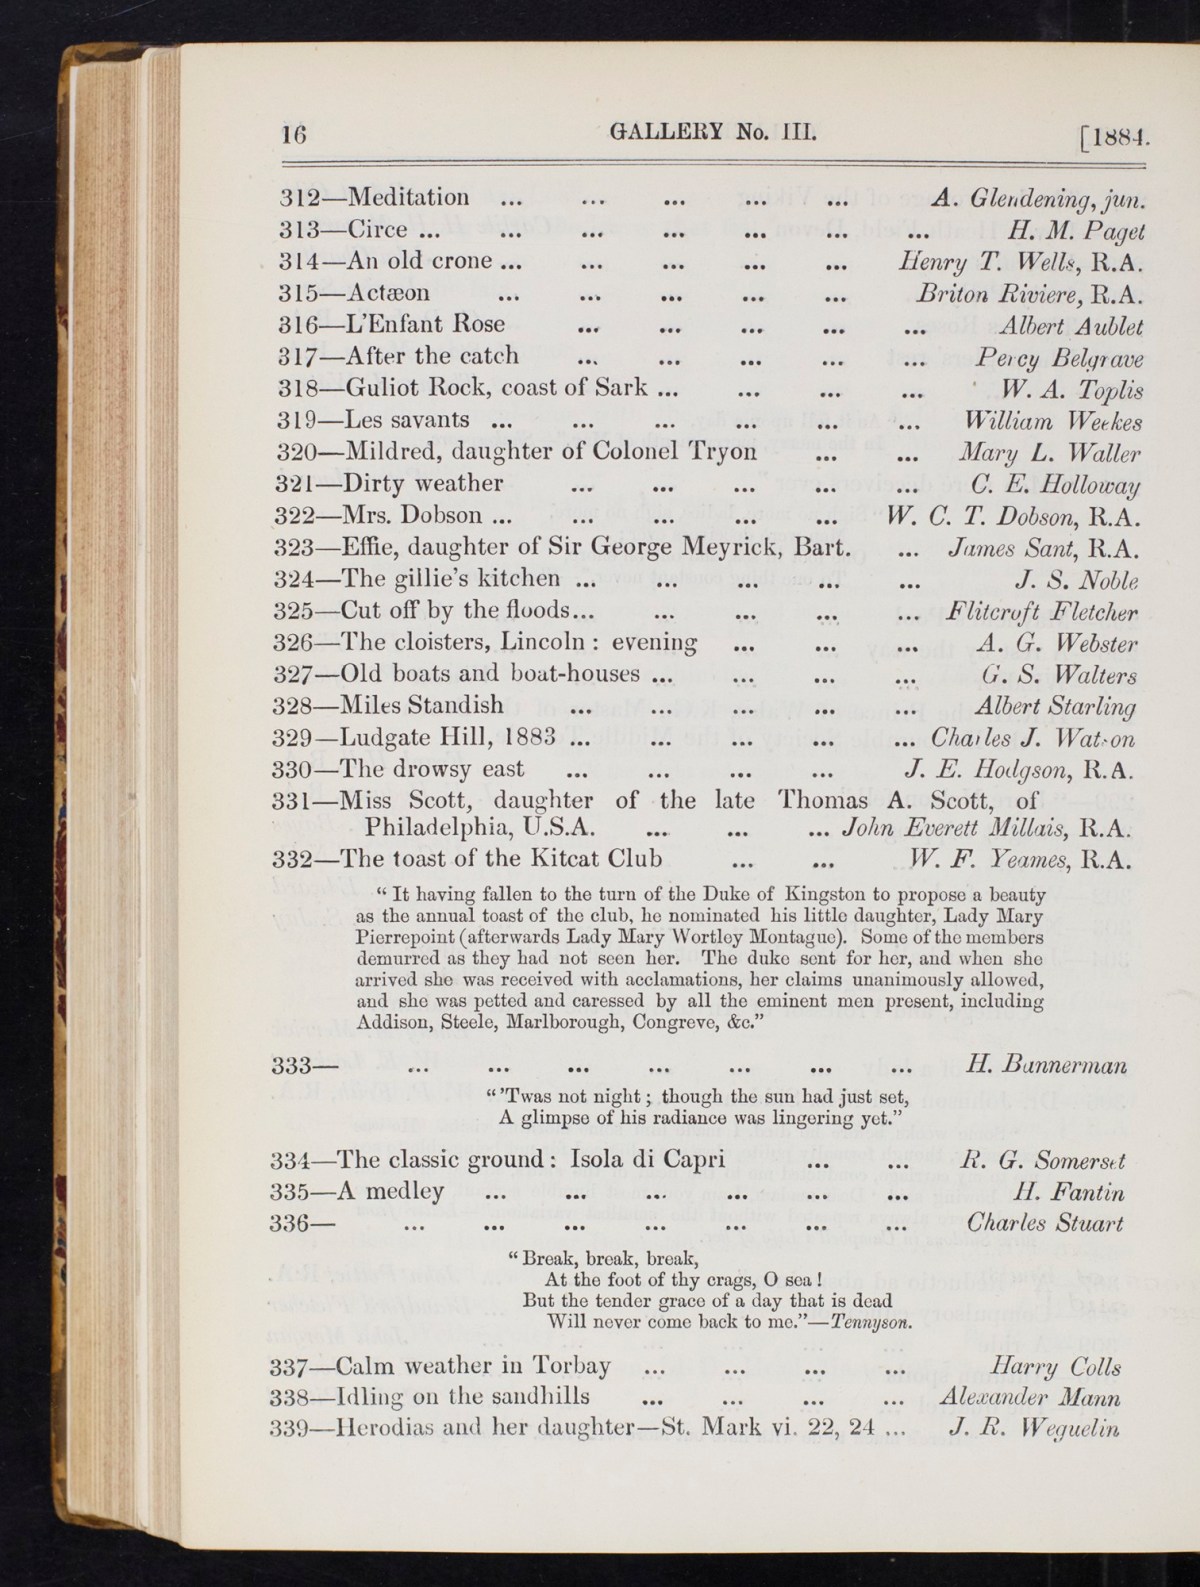 16 GALLERY No. III. [1884.
312—Meditation ... ... ... ... ... A. Glendening, jun.
313—Circe ... ... ... ... ... ... ... H. M. Paget
314—An old crone ... ... ... ... ... Henry T. Wells, R.A.
315—Actæon ... ... ... ... ... Briton Riviere, R.A.
316—L'Enfant Rose ... ... ... ... ... Albert Aublet
317—After the catch ... ... ... ... ... Percy Belgrave
318—Guliot Rock, coast of Sark ... ... ... ... W. A. Toplis
319—Les savants ... ... ... ... ... ... William Weekes
320—Mildred, daughter of Colonel Tryon ... ... Mary L. Waller
321—Dirty weather ... ... ... ... ... C. E. Holloway
322—Mrs. Dobson ... ... ... ... ... W. C. T. Dobson, R.A.
323—Effie, daughter of Sir George Meyrick, Bart. ... James Sant, R.A.
324—The gillie's kitchen ... ... ... ... ... J. S. Noble
325—Cut off by the floods... ... ... ... ... Flitcroft Fletcher
326—The cloisters, Lincoln : evening ... ... ... A. G. Webster
327—Old boats and boat-houses ... ... ... ... G. S. Walters
328—Miles Standish ... ... ... ... ... Albert Starling
329—Ludgate Hill, 1883 ... ... ... ... ... Charles J. Watson
330—The drowsy east ... ... ... ... J. E. Hodgson, R.A.
331—Miss Scott, daughter of the late Thomas A. Scott, of
Philadelphia, U.S.A. ... ... ... John Everett Millais, R.A.
332—The toast of the Kitcat Club ... ... W. F. Yeames, R.A.
" It having fallen to the turn of the Duke of Kingston to propose a beauty
as the annual toast of the club, he nominated his little daughter, Lady Mary
Pierrepoint (afterwards Lady Mary Wortley Montague). Some of the members
demurred as they had not seen her. The duke sent for her, and when she
arrived she was received with acclamations, her claims unanimously allowed,
and she was petted and caressed by all the eminent men present, including
Addison, Steele, Marlborough, Congreve, &c."
333— ... ... ... ... ... ... ... H. Bannerman
" 'Twas not night ; though the sun had just set,
A glimpse of his radiance was lingering yet."
334—The classic ground : Isola di Capri ... ... R. G. Somerset
335—A medley ... ... ... ... ... ... H. Fantin
336— ... ... ... ... ... ... ... Charles Stuart
" Break, break, break,
At the foot of thy crags, O sea !
But the tender grace of a day that is dead
Will never come back to me."—Tennyson.
337—Calm weather in Torbay ... ... ... ... Harry Colls
338—Idling on the sandhills ... ... ... ... Alexander Mann
339—Herodias and her daughter—St. Mark vi. 22, 24 ... J. R. Weguelin